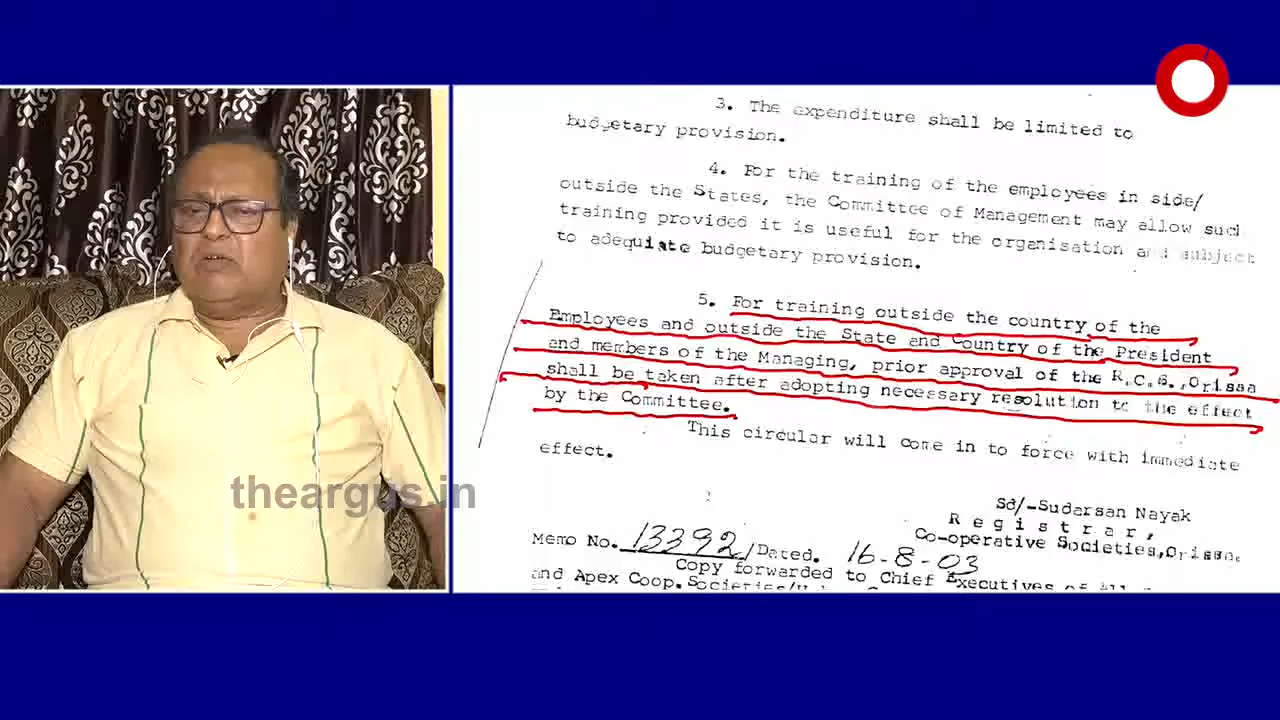 3. The expenditure shall be limited to
budgetary provision.
4. For the training of the employees in side/
outside the States, the Committee of Management may allow such
training provided it is useful for the organisation and subject
to adequiate budgetary provision.
5. For training outside the country of the
Employees and outside the State and Country of the President
and members of the Managing, prior approval of the R.C.S.,Orissa
shall be taken after adopting necessary resolution to the effect
by the Committee.
This circular will come in to force with immediate
effect.
Sd/-Sudarsan Nayak
Registrar,
Co-operative Societies,Orissa.
Memo No. 13392/Dated. 16-8-03
Copy forwarded to Chief Executives of All
and Apex Coop. Societies/
theargus.in